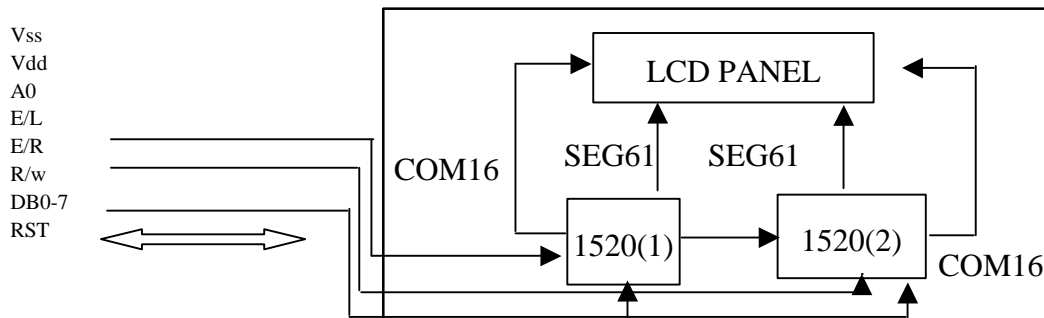 Vss
Vdd
A0
E/L
E/R
R/w
DB0-7
RST
LCD PANEL
COM16
SEG61
SEG61
1520(1)
1520(2)
COM16